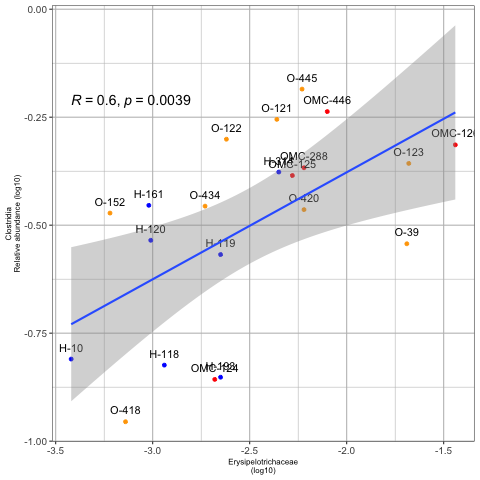 0.00
-0.25
-0.50
-0.75
-1.00
Clostridia
Relative abundance (log10)
R = 0.6, p = 0.0039
O-445
OMC-446
O-121
O-122
OMC-126
OMC-288
OMC-125
O-123
O-152
H-161
O-434
O-420
H-120
H-119
O-39
H-10
H-118
OMC-124
O-418
-3.5
-3.0
-2.5
-2.0
-1.5
Erysipelotrichaceae
(log10)